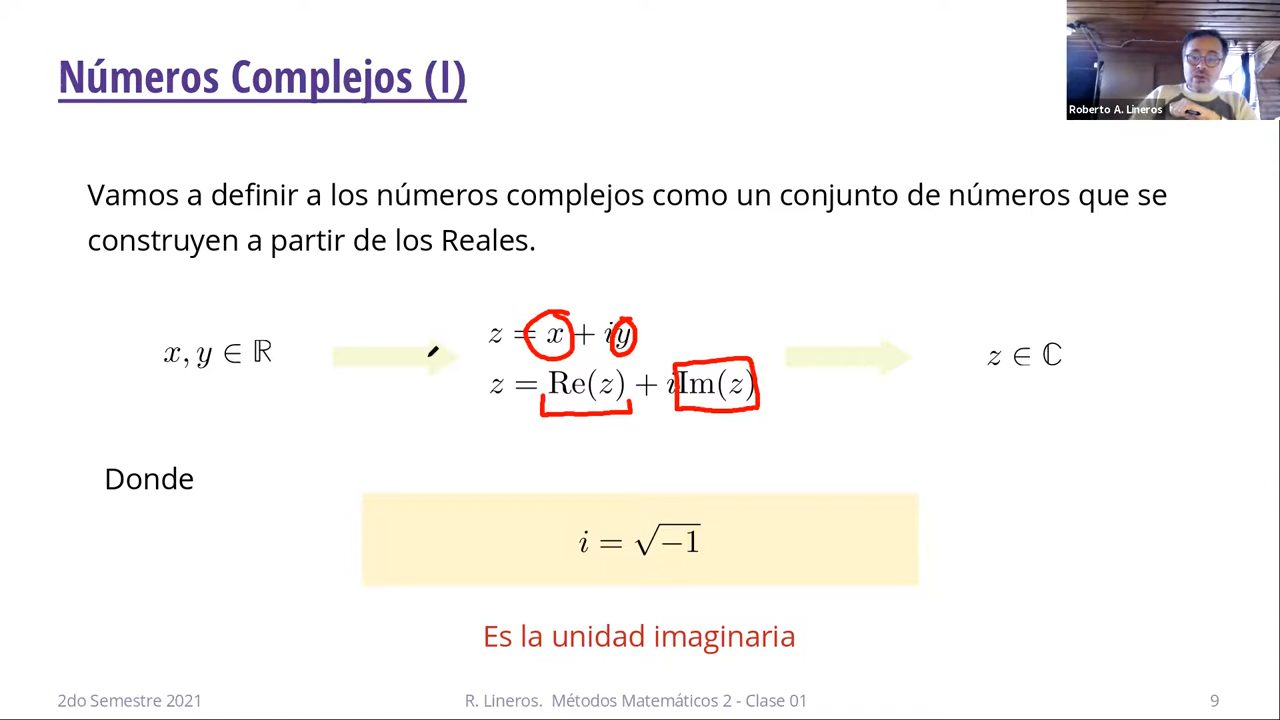 Números Complejos (I)
Roberto A. Lineros
Vamos a definir a los números complejos como un conjunto de números que se
construyen a partir de los Reales.
x, y ∈ ℝ
z = x + iy
z = Re(z) + iIm(z)
z ∈ ℂ
Donde
i = √−1
Es la unidad imaginaria
2do Semestre 2021
R. Lineros. Métodos Matemáticos 2 - Clase 01
9